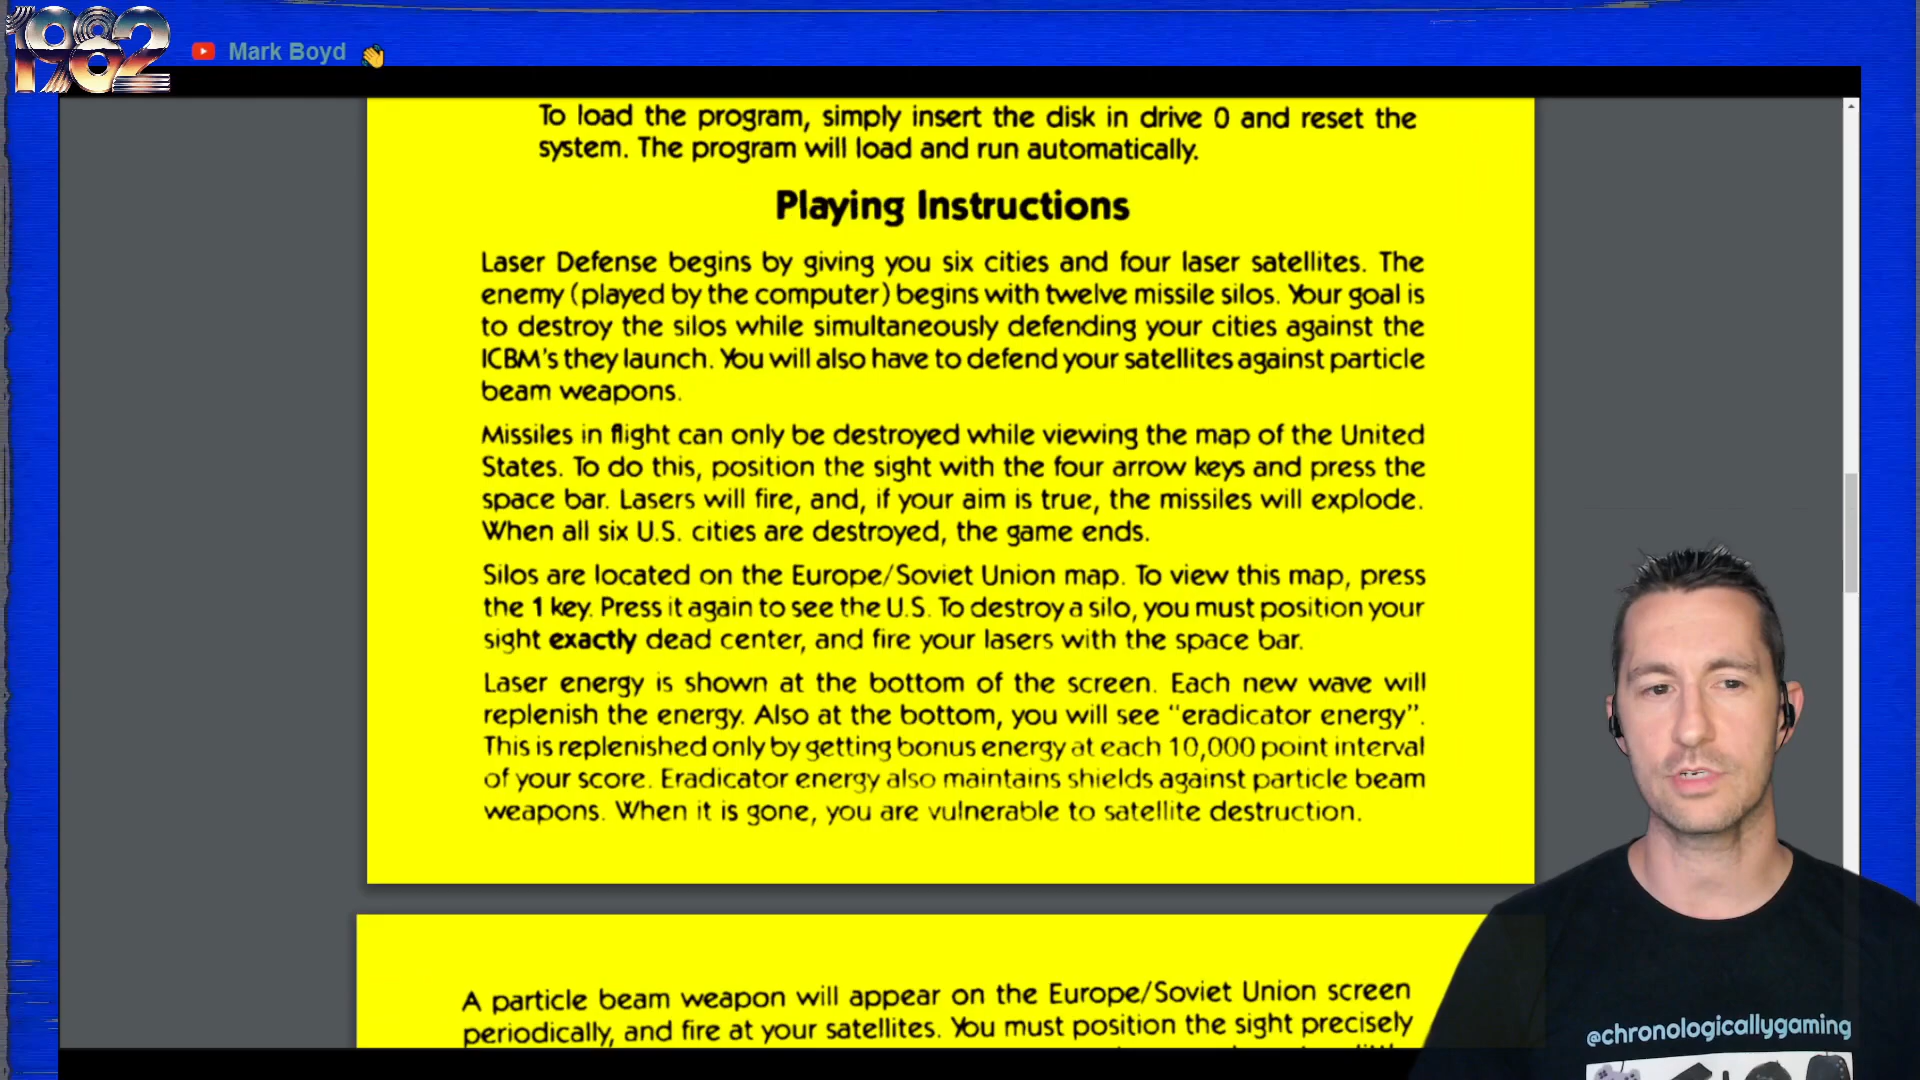 1982
Mark Boyd
To load the program, simply insert the disk in drive 0 and reset the
system. The program will load and run automatically.
Playing Instructions
Laser Defense begins by giving you six cities and four laser satellites. The
enemy (played by the computer) begins with twelve missile silos. Your goal is
to destroy the silos while simultaneously defending your cities against the
ICBM's they launch. You will also have to defend your satellites against particle
beam weapons.
Missiles in flight can only be destroyed while viewing the map of the United
States. To do this, position the sight with the four arrow keys and press the
space bar. Lasers will fire, and, if your aim is true, the missiles will explode.
When all six U.S. cities are destroyed, the game ends.
Silos are located on the Europe/Soviet Union map. To view this map, press
the 1 key. Press it again to see the U.S. To destroy a silo, you must position your
sight exactly dead center, and fire your lasers with the space bar.
Laser energy is shown at the bottom of the screen. Each new wave will
replenish the energy. Also at the bottom, you will see "eradicator energy".
This is replenished only by getting bonus energy at each 10,000 point interval
of your score. Eradicator energy also maintains shields against particle beam
weapons. When it is gone, you are vulnerable to satellite destruction.
A particle beam weapon will appear on the Europe/Soviet Union screen
periodically, and fire at your satellites. You must position the sight precisely
@chronologicallygaming